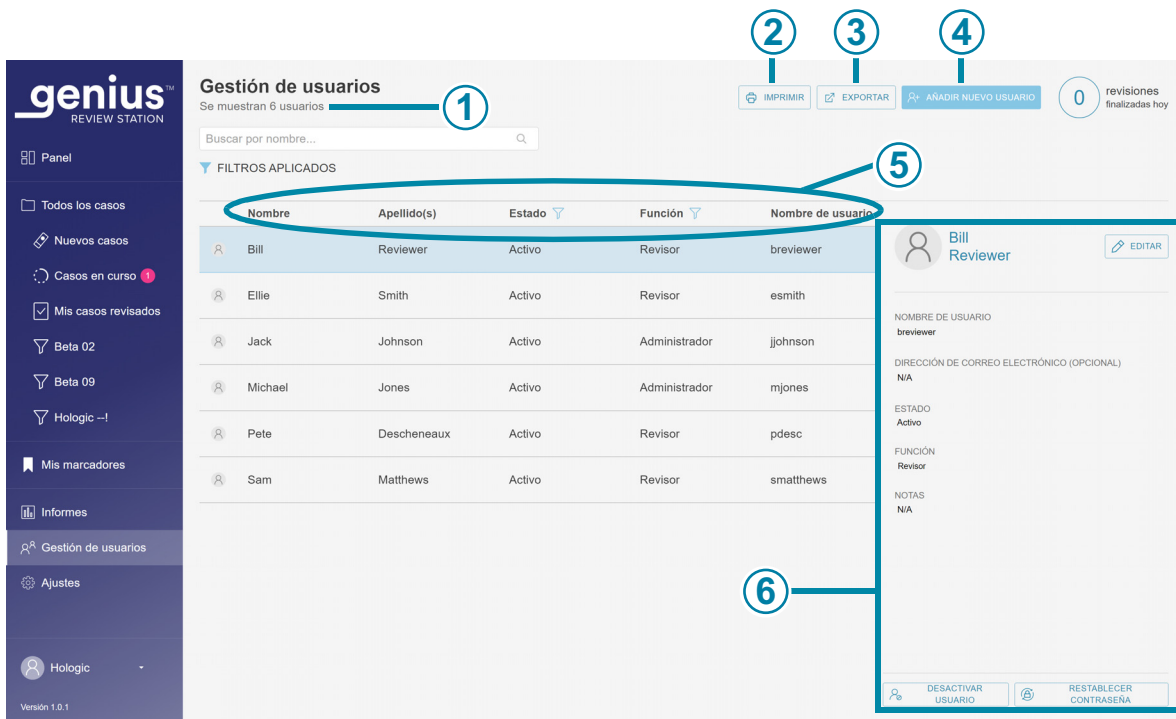 2
3
4
genius™
REVIEW STATION
Panel
Todos los casos
Nuevos casos
Casos en curso 1
Mis casos revisados
Beta 02
Beta 09
Hologic --!
Mis marcadores
Informes
Gestión de usuarios
Ajustes
Hologic
Versión 1.0.1
Gestión de usuarios
Se muestran 6 usuarios
1
IMPRIMIR
EXPORTAR
AÑADIR NUEVO USUARIO
0
revisiones
finalizadas hoy
Buscar por nombre...
FILTROS APLICADOS
5
Nombre Apellido(s) Estado Función Nombre de usuario
Bill Reviewer Activo Revisor breviewer
Ellie Smith Activo Revisor esmith
Jack Johnson Activo Administrador jjohnson
Michael Jones Activo Administrador mjones
Pete Descheneaux Activo Revisor pdesc
Sam Matthews Activo Revisor smatthews
6
Bill
Reviewer
EDITAR
NOMBRE DE USUARIO
breviewer
DIRECCIÓN DE CORREO ELECTRÓNICO (OPCIONAL)
N/A
ESTADO
Activo
FUNCIÓN
Revisor
NOTAS
N/A
DESACTIVAR
USUARIO
RESTABLECER
CONTRASEÑA